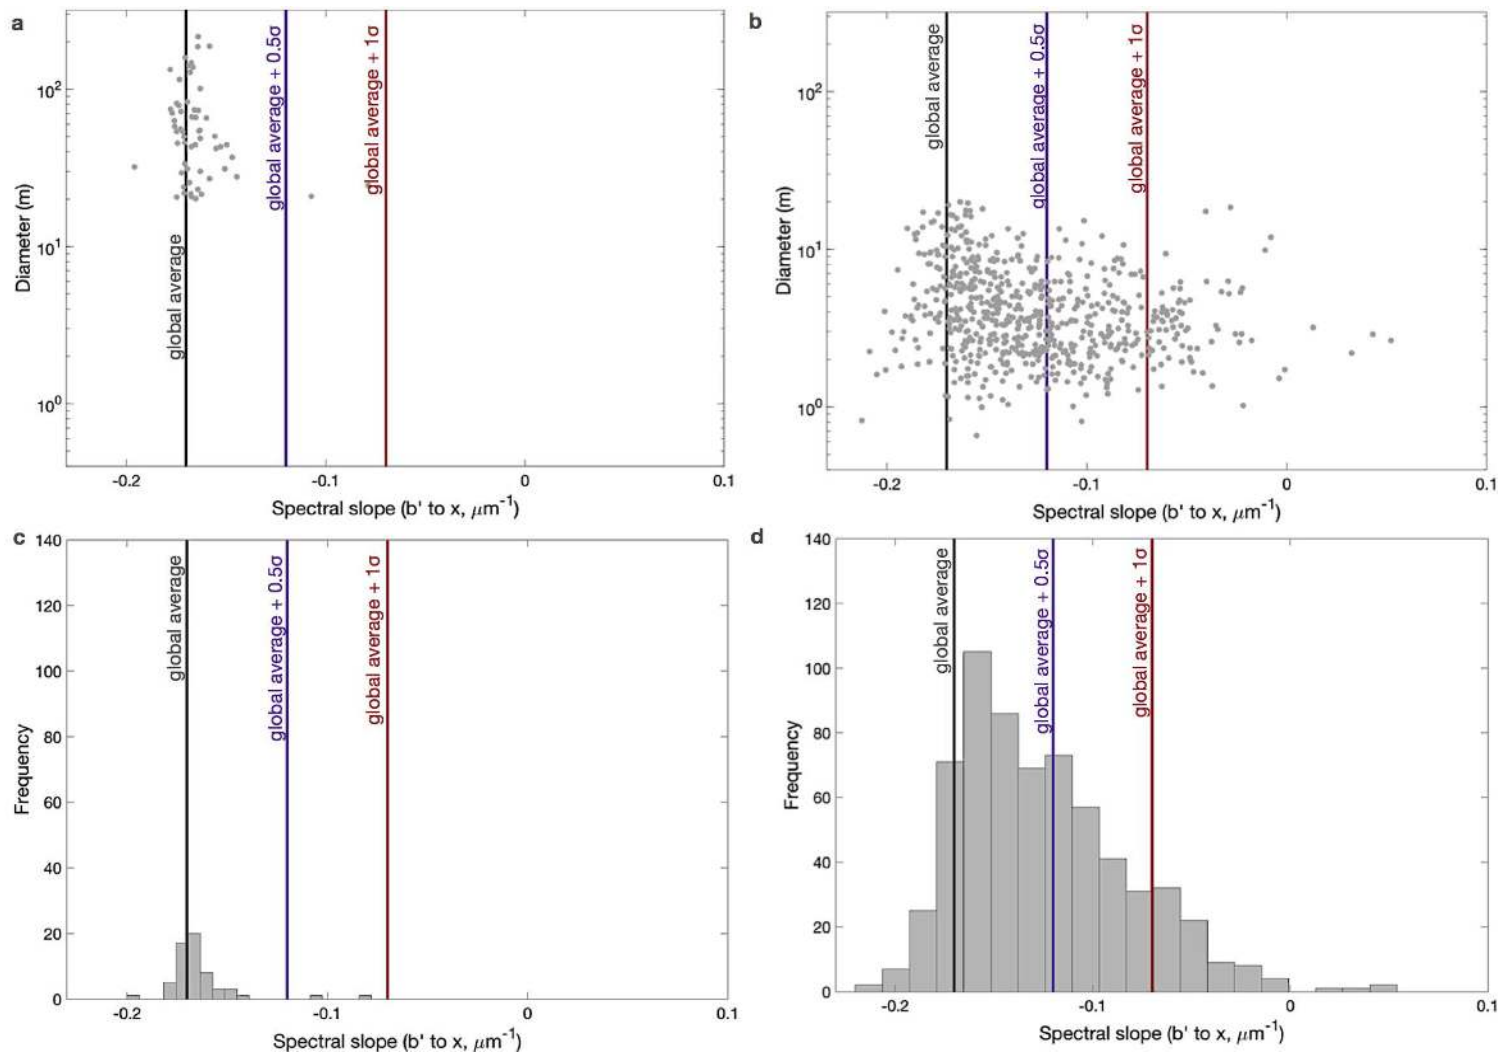 a
10²
10¹
10⁰
Diameter (m)
global average
global average + 0.5σ
global average + 1σ
-0.2
-0.1
0
0.1
Spectral slope (b' to x, μm⁻¹)
b
10²
10¹
10⁰
Diameter (m)
global average
global average + 0.5σ
global average + 1σ
-0.2
-0.1
0
0.1
Spectral slope (b' to x, μm⁻¹)
c
140
120
100
80
60
40
20
0
Frequency
global average
global average + 0.5σ
global average + 1σ
-0.2
-0.1
0
0.1
Spectral slope (b' to x, μm⁻¹)
d
140
120
100
80
60
40
20
0
Frequency
global average
global average + 0.5σ
global average + 1σ
-0.2
-0.1
0
0.1
Spectral slope (b' to x, μm⁻¹)